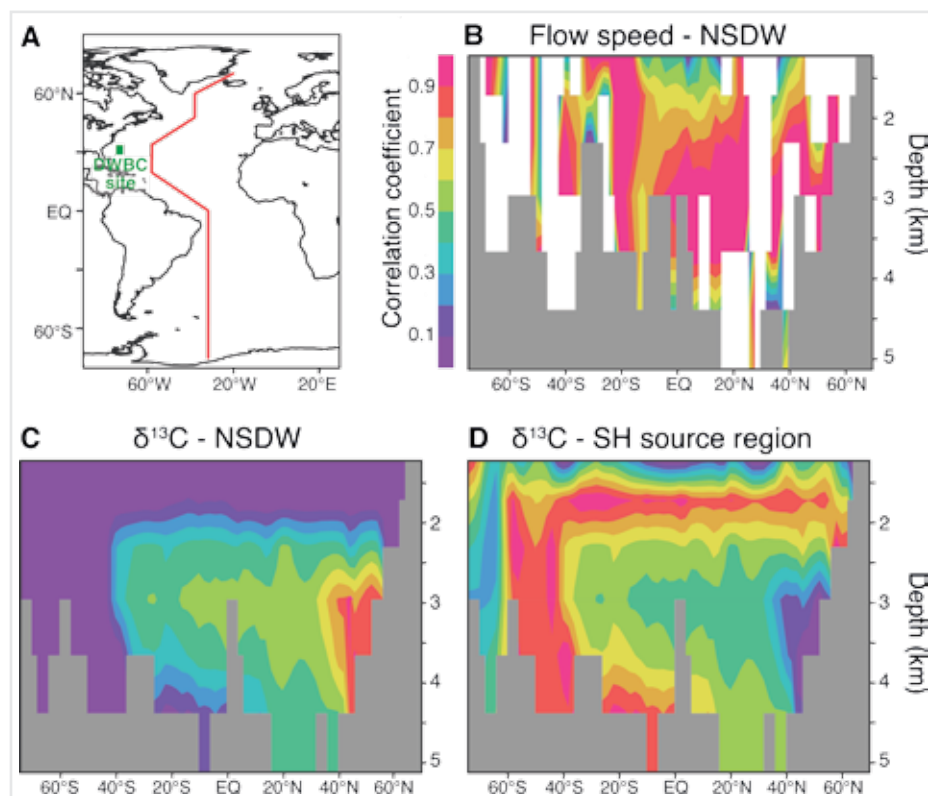 A
60°N
DWBC
site
EQ
60°S
60°W
20°W
20°E
B
Flow speed - NSDW
Correlation coefficient
0.9
0.7
0.5
0.3
0.1
2
3
4
5
Depth (km)
60°S
40°S
20°S
EQ
20°N
40°N
60°N
C
δ¹³C - NSDW
60°S
40°S
20°S
EQ
20°N
40°N
60°N
D
δ¹³C - SH source region
2
3
4
5
Depth (km)
60°S
40°S
20°S
EQ
20°N
40°N
60°N